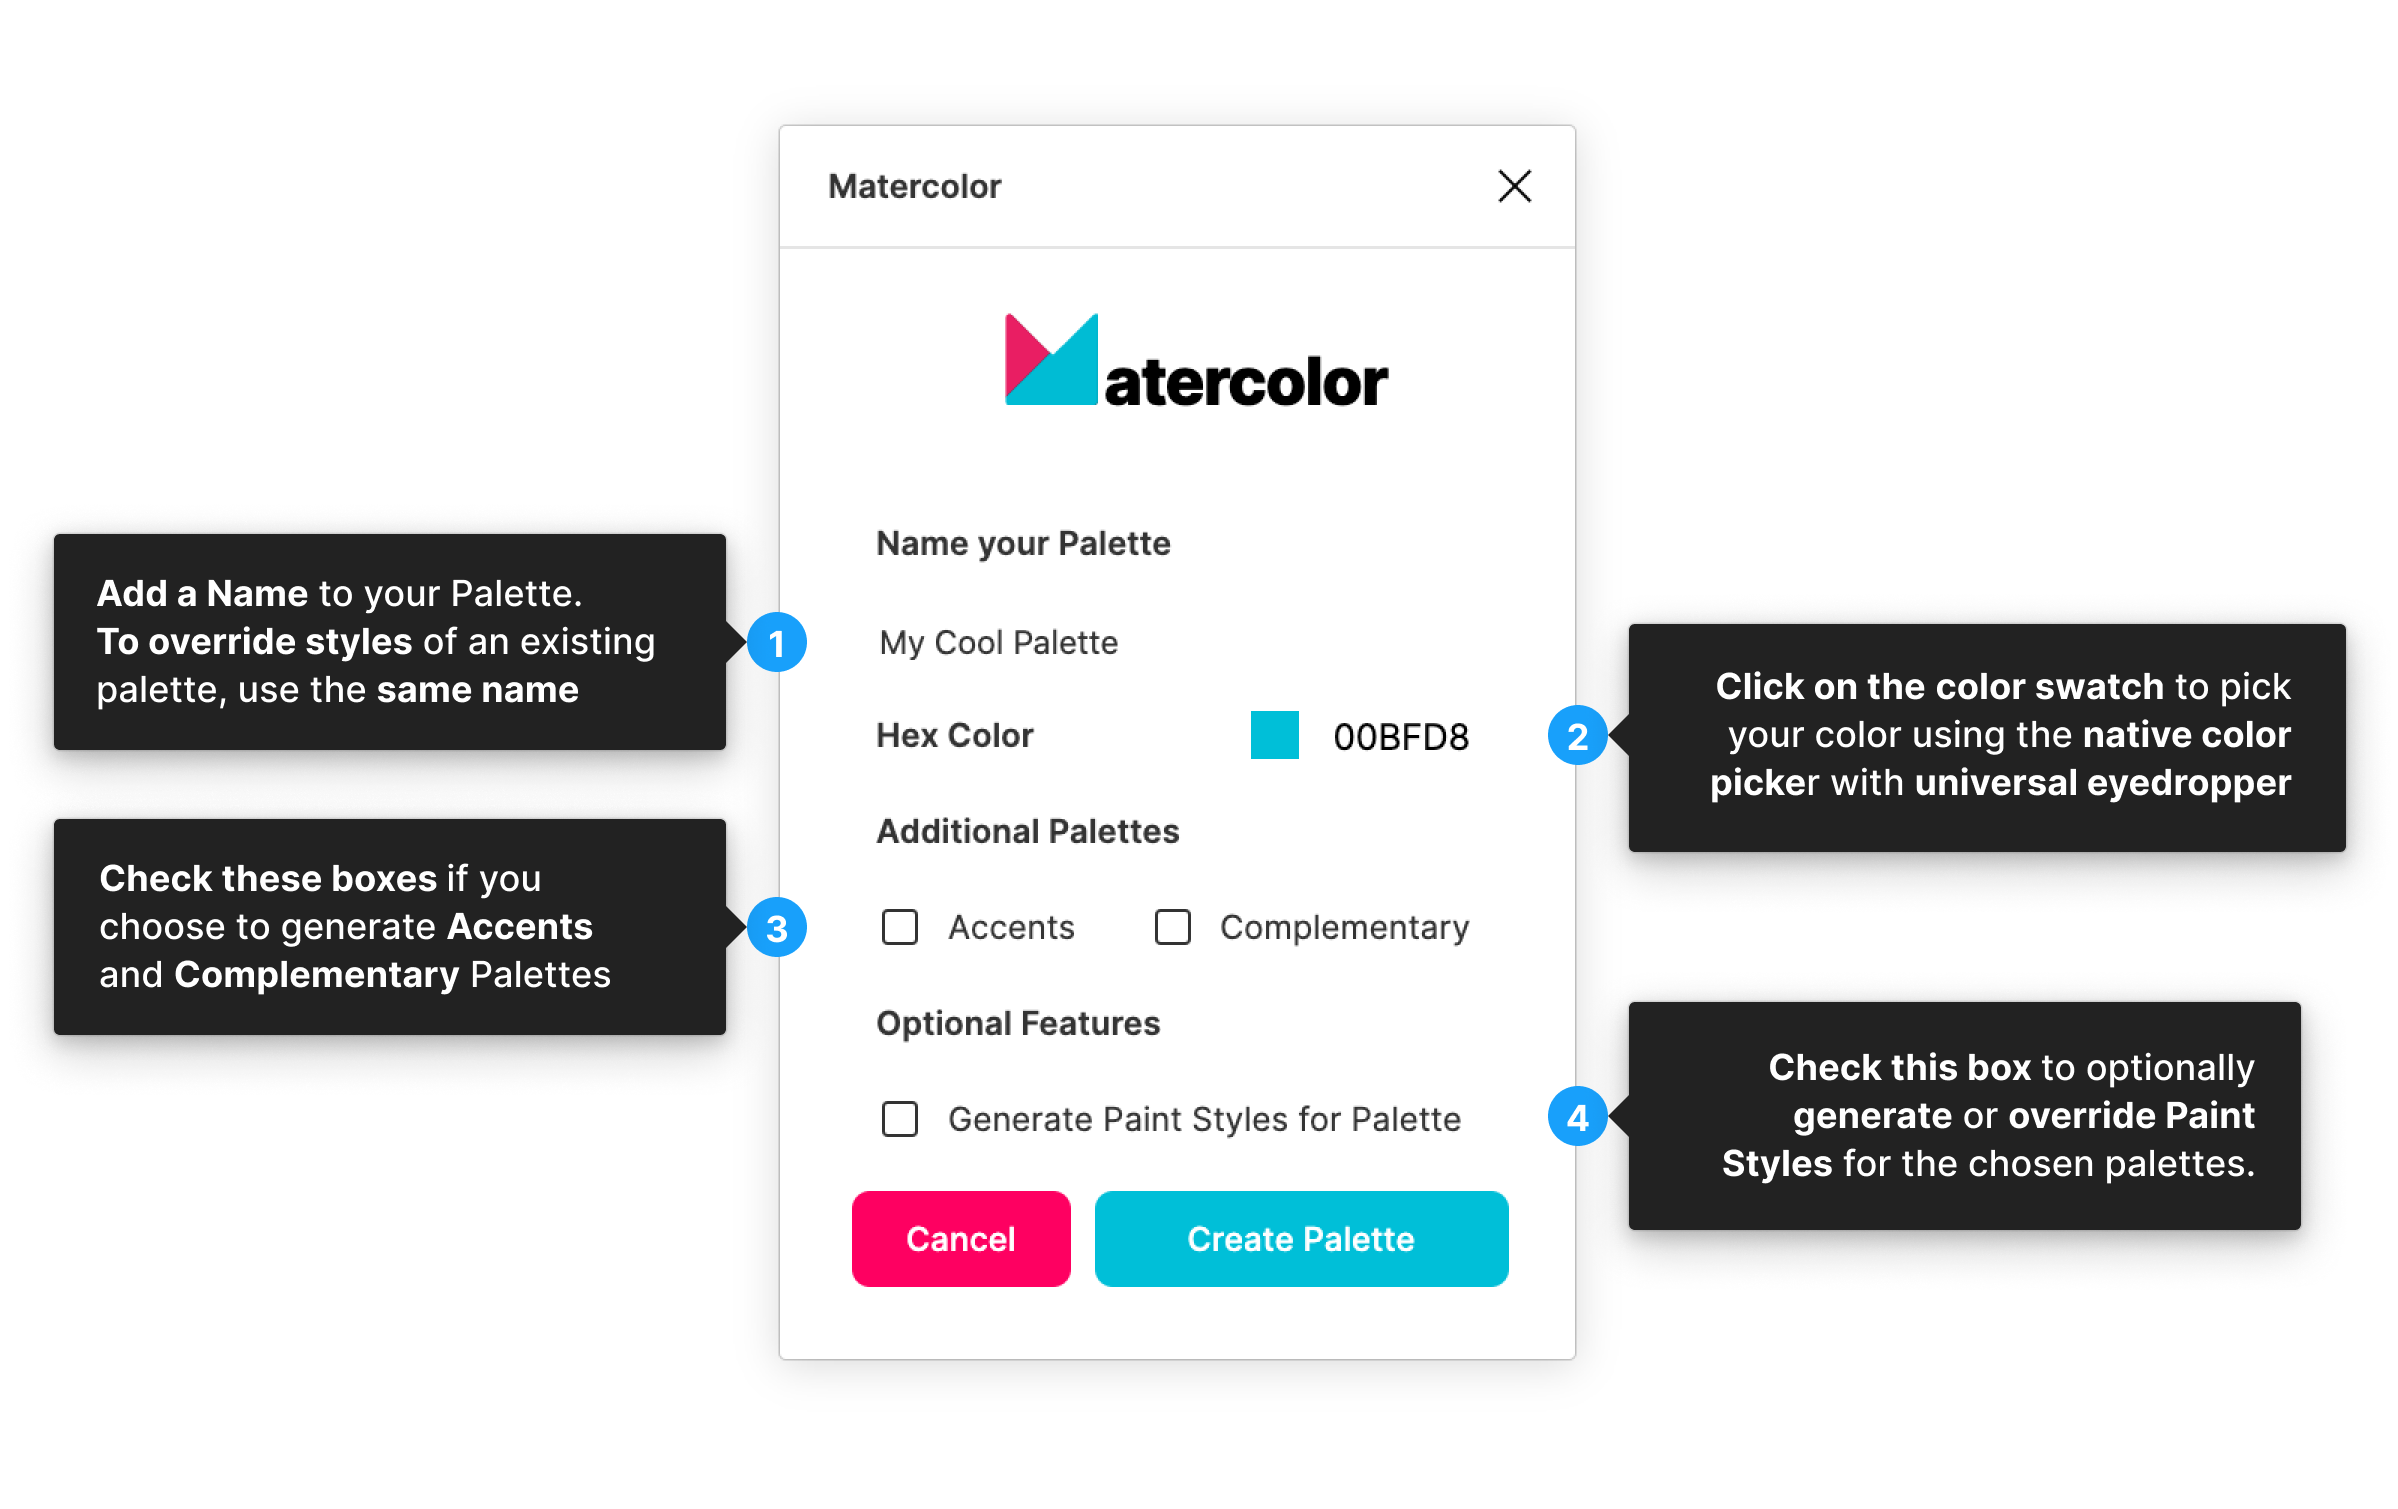 Matercolor
Matercolor
Name your Palette
Add a Name to your Palette.
To override styles of an existing
palette, use the same name
1
My Cool Palette
Hex Color
00BFD8
2
Click on the color swatch to pick
your color using the native color
picker with universal eyedropper
Additional Palettes
Check these boxes if you
choose to generate Accents
and Complementary Palettes
3
Accents
Complementary
Optional Features
Generate Paint Styles for Palette
4
Check this box to optionally
generate or override Paint
Styles for the chosen palettes.
Cancel
Create Palette